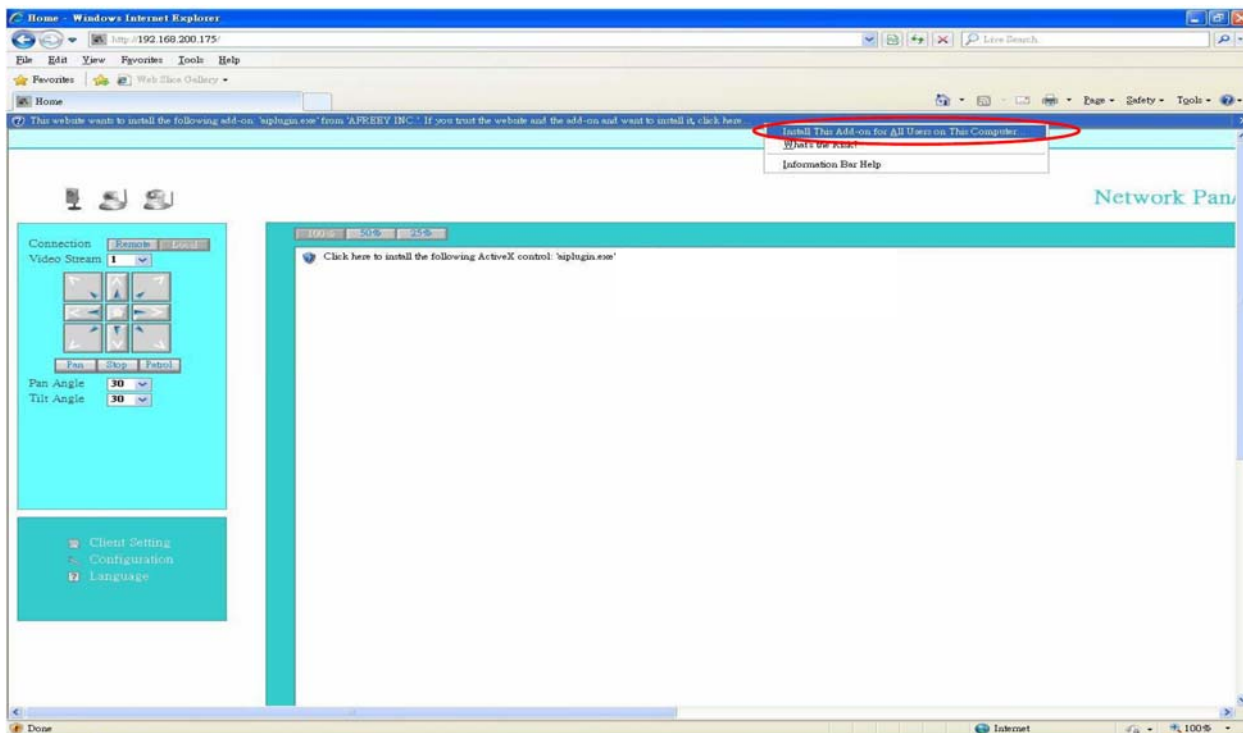 Home - Windows Internet Explorer
http://192.168.200.175/
Live Search
File Edit View Favorites Tools Help
Favorites Web Slice Gallery
Home
Page Safety Tools
This website wants to install the following add-on: 'aiplugin.exe' from 'AFREEY INC.'. If you trust the website and the add-on and want to install it, click here...
Install This Add-on for All Users on This Computer...
What's the Risk?
Information Bar Help
Network Pan/
Connection Remote Local
Video Stream 1
Pan Stop Patrol
Pan Angle 30
Tilt Angle 30
100% 50% 25%
Click here to install the following ActiveX control: 'aiplugin.exe'
Client Setting
Configuration
Language
Done
Internet
100%